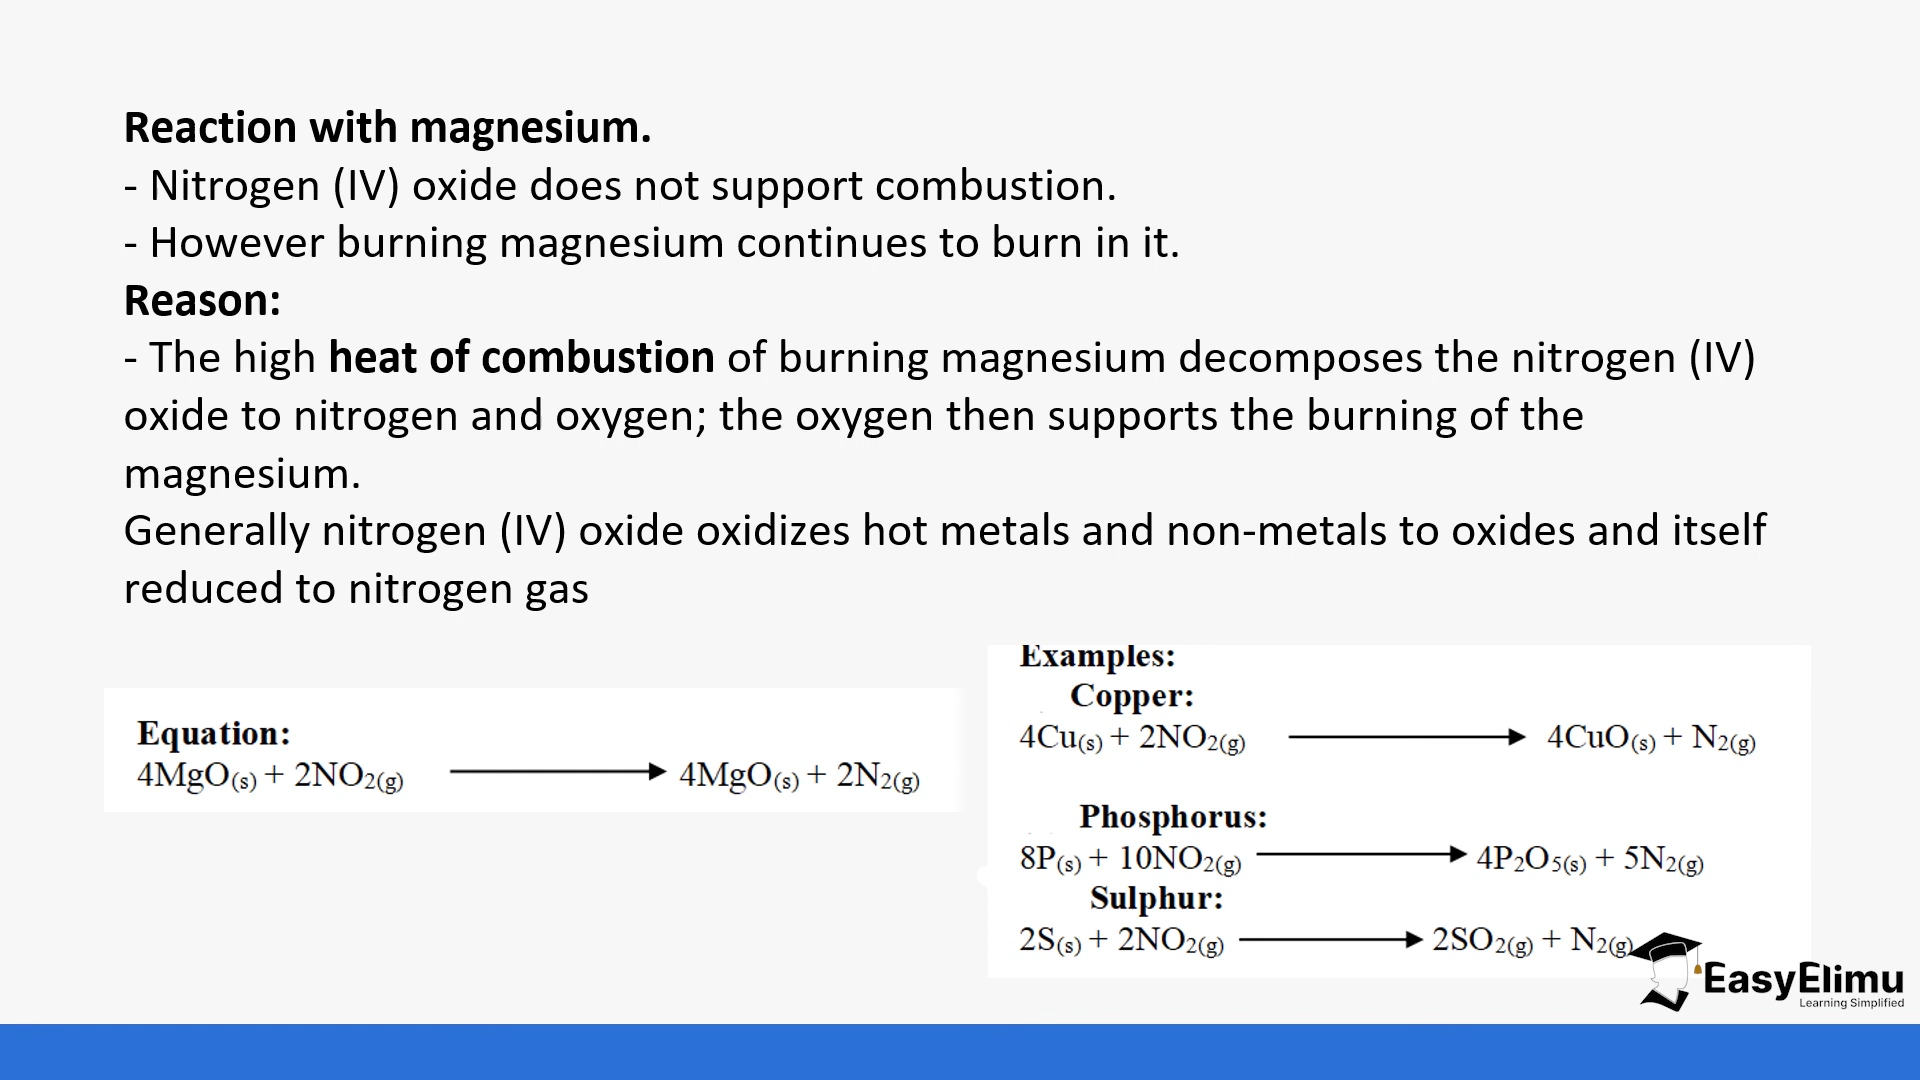 Reaction with magnesium.
- Nitrogen (IV) oxide does not support combustion.
- However burning magnesium continues to burn in it.
Reason:
- The high heat of combustion of burning magnesium decomposes the nitrogen (IV)
oxide to nitrogen and oxygen; the oxygen then supports the burning of the
magnesium.
Generally nitrogen (IV) oxide oxidizes hot metals and non-metals to oxides and itself
reduced to nitrogen gas
Equation:
4MgO(s) + 2NO2(g) → 4MgO(s) + 2N2(g)
Examples:
Copper:
4Cu(s) + 2NO2(g) → 4CuO(s) + N2(g)
Phosphorus:
8P(s) + 10NO2(g) → 4P2O5(s) + 5N2(g)
Sulphur:
2S(s) + 2NO2(g) → 2SO2(g) + N2(g)
EasyElimu
Learning Simplified